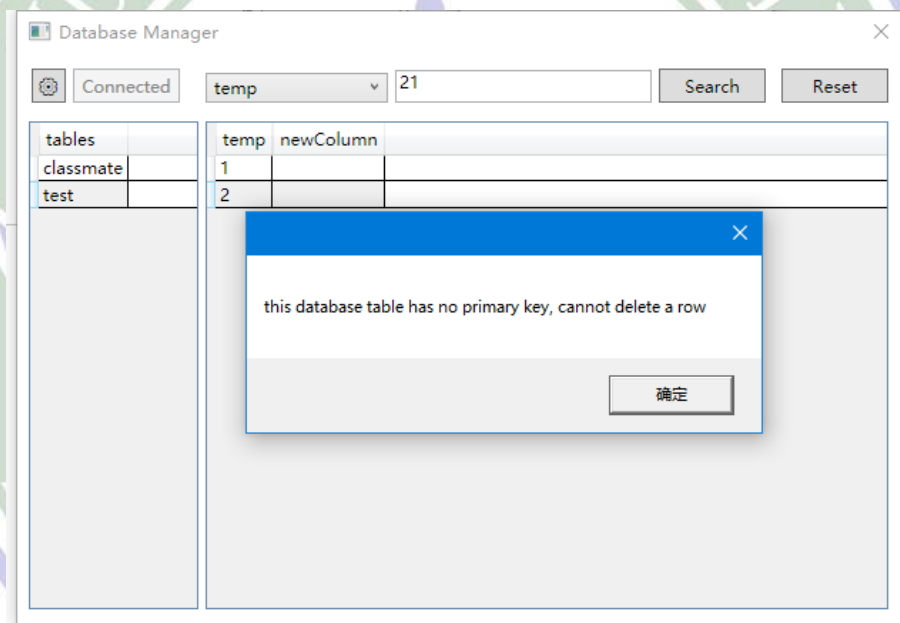 Database Manager
Connected temp 21 Search Reset
tables
classmate
test
temp newColumn
1
2
this database table has no primary key, cannot delete a row
确定